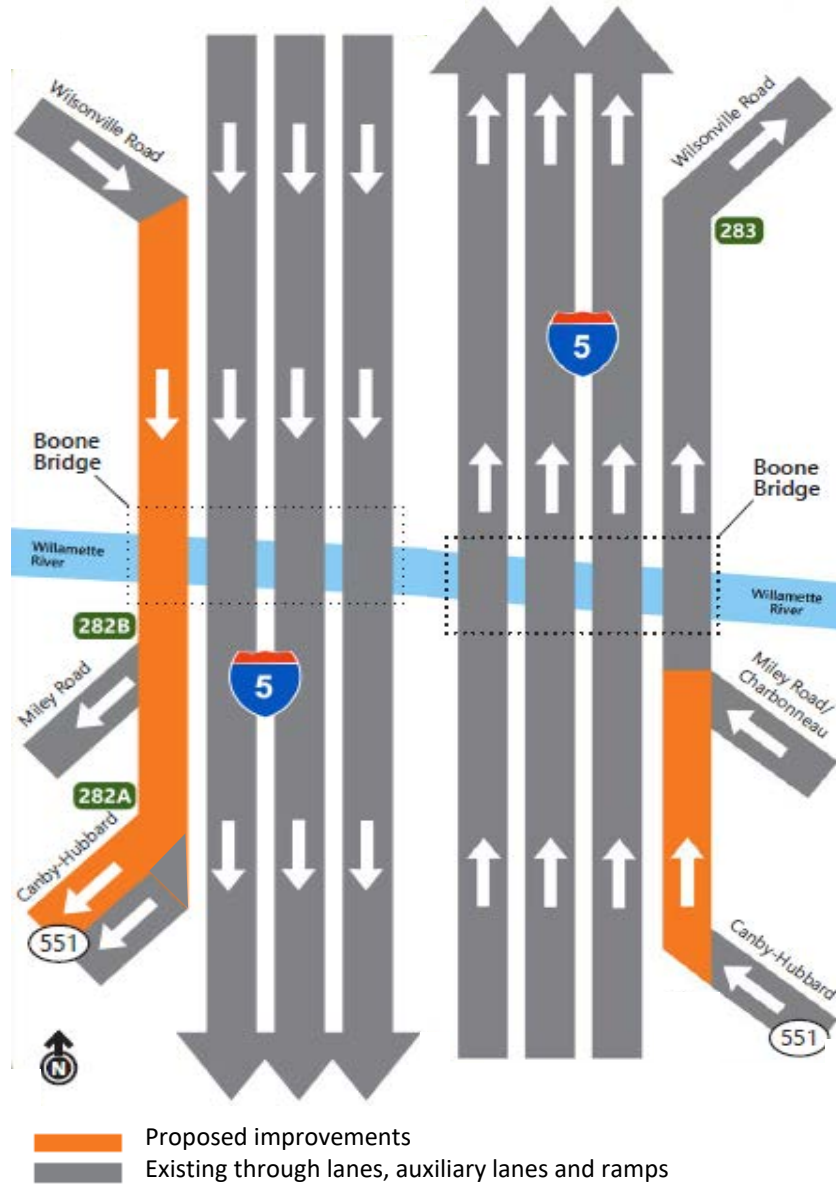 Wilsonville Road
Wilsonville Road
283
5
Boone
Bridge
Boone
Bridge
Willamette
River
Willamette
River
282B
Miley Road
5
Miley Road/
Charbonneau
282A
Canby-Hubbard
551
Canby-Hubbard
551
N
Proposed improvements
Existing through lanes, auxiliary lanes and ramps